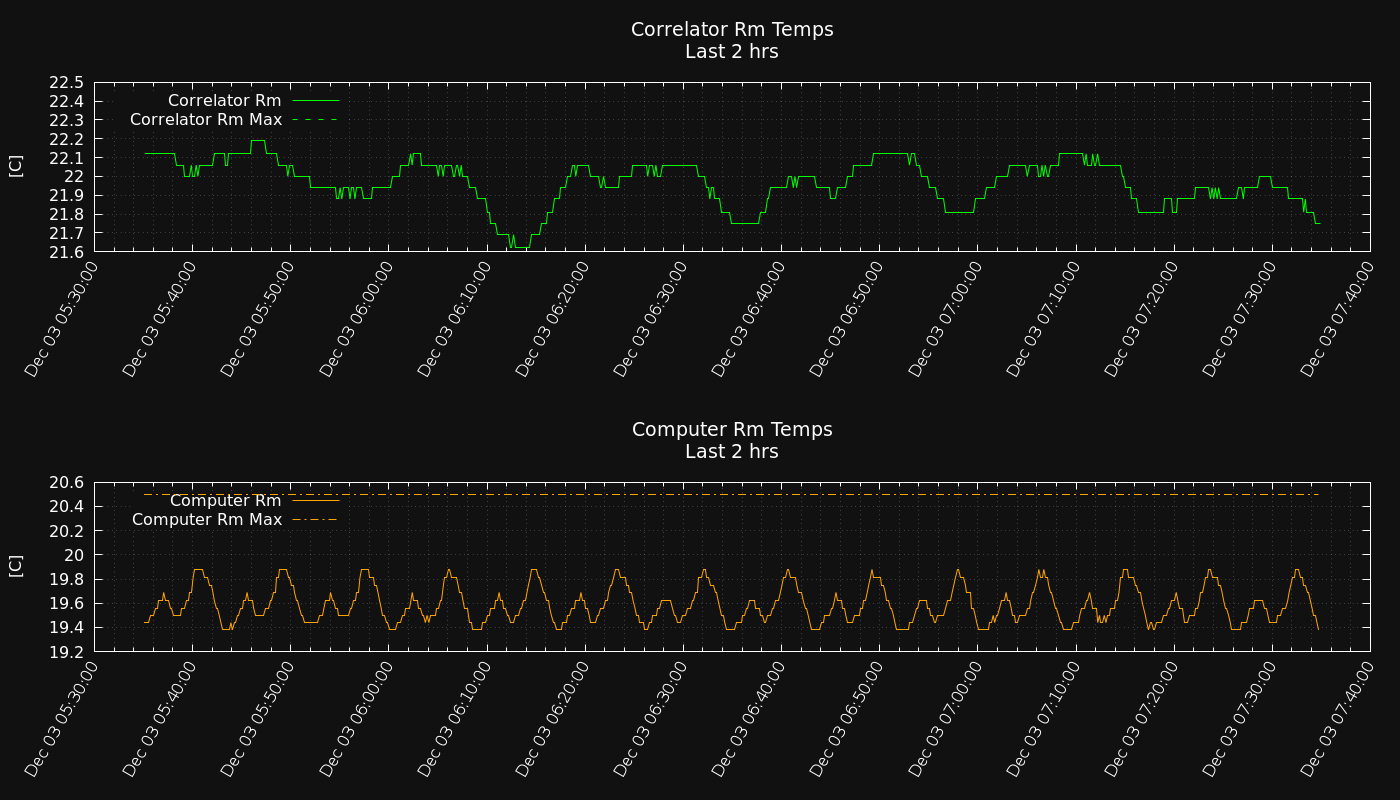 Correlator Rm Temps
Last 2 hrs
[C]
22.5
22.4
22.3
22.2
22.1
22
21.9
21.8
21.7
21.6
Correlator Rm
Correlator Rm Max
Dec 03 05:30:00
Dec 03 05:40:00
Dec 03 05:50:00
Dec 03 06:00:00
Dec 03 06:10:00
Dec 03 06:20:00
Dec 03 06:30:00
Dec 03 06:40:00
Dec 03 06:50:00
Dec 03 07:00:00
Dec 03 07:10:00
Dec 03 07:20:00
Dec 03 07:30:00
Dec 03 07:40:00
Computer Rm Temps
Last 2 hrs
[C]
20.6
20.4
20.2
20
19.8
19.6
19.4
19.2
Computer Rm
Computer Rm Max
Dec 03 05:30:00
Dec 03 05:40:00
Dec 03 05:50:00
Dec 03 06:00:00
Dec 03 06:10:00
Dec 03 06:20:00
Dec 03 06:30:00
Dec 03 06:40:00
Dec 03 06:50:00
Dec 03 07:00:00
Dec 03 07:10:00
Dec 03 07:20:00
Dec 03 07:30:00
Dec 03 07:40:00